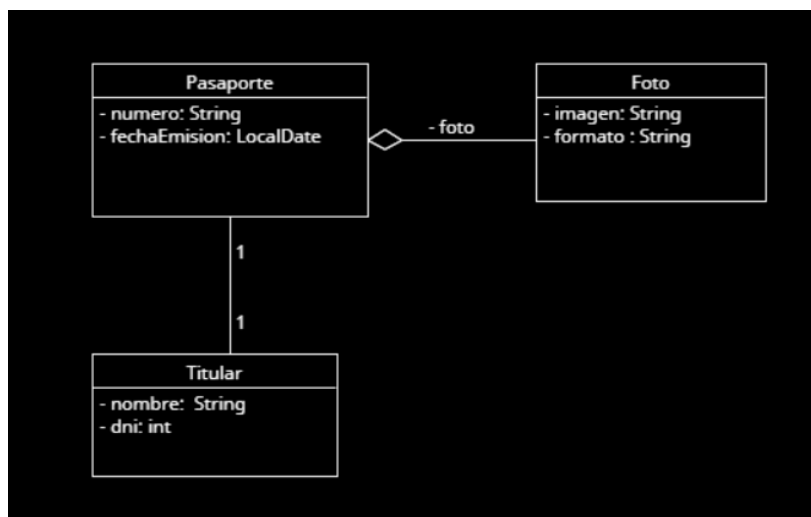 Pasaporte
- numero: String
- fechaEmision: LocalDate
- foto
Foto
- imagen: String
- formato : String
1
1
Titular
- nombre: String
- dni: int